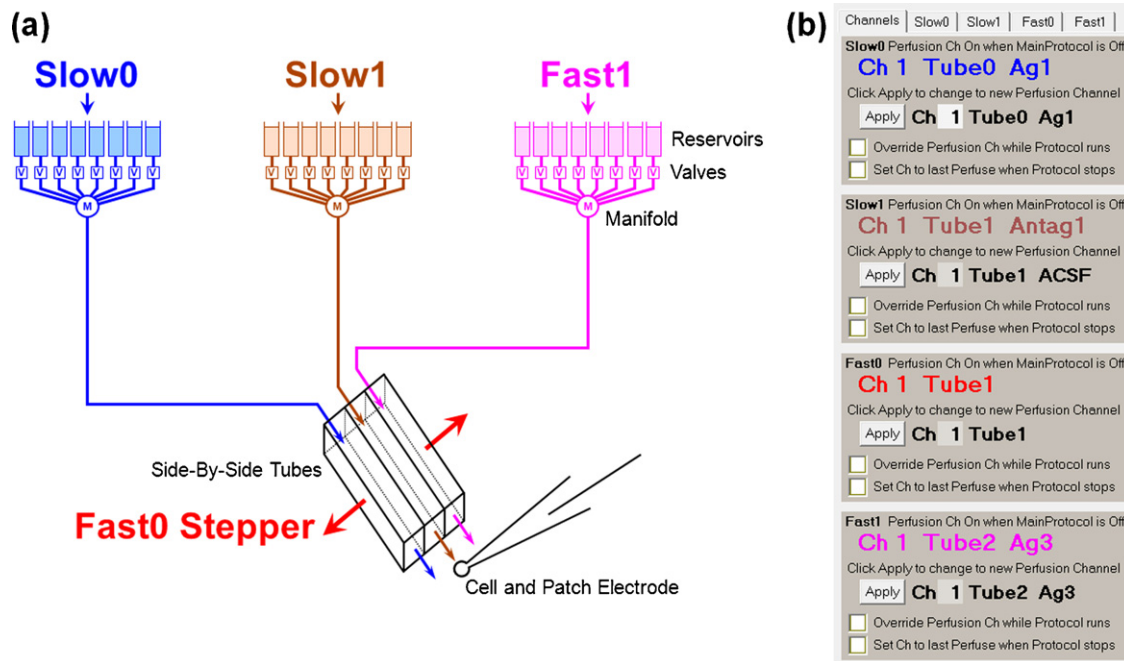 (a)
Slow0
Slow1
Fast1
Reservoirs
V V V V V V V V
V V V V V V V V
V V V V V V V V
Valves
M
M
M
Manifold
Side-By-Side Tubes
Fast0 Stepper
Cell and Patch Electrode
(b)
Channels Slow0 Slow1 Fast0 Fast1
Slow0 Perfusion Ch On when MainProtocol is Off
Ch 1 Tube0 Ag1
Click Apply to change to new Perfusion Channel
Apply Ch 1 Tube0 Ag1
Override Perfusion Ch while Protocol runs
Set Ch to last Perfuse when Protocol stops
Slow1 Perfusion Ch On when MainProtocol is Off
Ch 1 Tube1 Antag1
Click Apply to change to new Perfusion Channel
Apply Ch 1 Tube1 ACSF
Override Perfusion Ch while Protocol runs
Set Ch to last Perfuse when Protocol stops
Fast0 Perfusion Ch On when MainProtocol is Off
Ch 1 Tube1
Click Apply to change to new Perfusion Channel
Apply Ch 1 Tube1
Override Perfusion Ch while Protocol runs
Set Ch to last Perfuse when Protocol stops
Fast1 Perfusion Ch On when MainProtocol is Off
Ch 1 Tube2 Ag3
Click Apply to change to new Perfusion Channel
Apply Ch 1 Tube2 Ag3
Override Perfusion Ch while Protocol runs
Set Ch to last Perfuse when Protocol stops